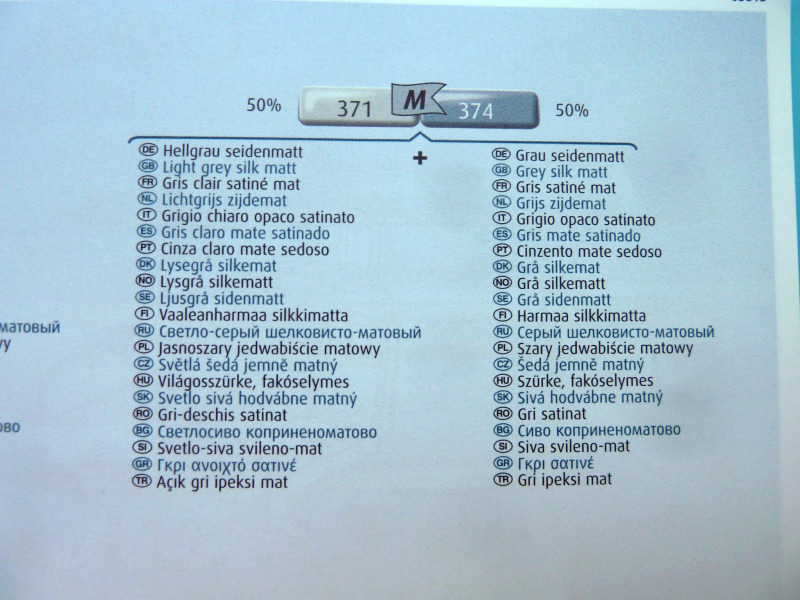 50% 371 M 374 50%
+
DE Hellgrau seidenmatt
GB Light grey silk matt
FR Gris clair satiné mat
NL Lichtgrijs zijdemat
IT Grigio chiaro opaco satinato
ES Gris claro mate satinado
PT Cinza claro mate sedoso
DK Lysegrå silkemat
NO Lysgrå silkematt
SE Ljusgrå sidenmatt
FI Vaaleanharmaa silkkimatta
RU Светло-серый шелковисто-матовый
PL Jasnoszary jedwabiście matowy
CZ Světlá šedá jemně matný
HU Világosszürke, fakóselymes
SK Svetlo sivá hodvábne matný
RO Gri-deschis satinat
BG Светлосиво коприненоматово
SI Svetlo-siva svileno-mat
GR Γκρι ανοιχτό σατινέ
TR Açık gri ipeksi mat
DE Grau seidenmatt
GB Grey silk matt
FR Gris satiné mat
NL Grijs zijdemat
IT Grigio opaco satinato
ES Gris mate satinado
PT Cinzento mate sedoso
DK Grå silkemat
NO Grå silkematt
SE Grå sidenmatt
FI Harmaa silkkimatta
RU Серый шелковисто-матовый
PL Szary jedwabiście matowy
CZ Šedá jemně matný
HU Szürke, fakóselymes
SK Sivá hodvábne matný
RO Gri satinat
BG Сиво коприненоматово
SI Siva svileno-mat
GR Γκρι σατινέ
TR Gri ipeksi mat